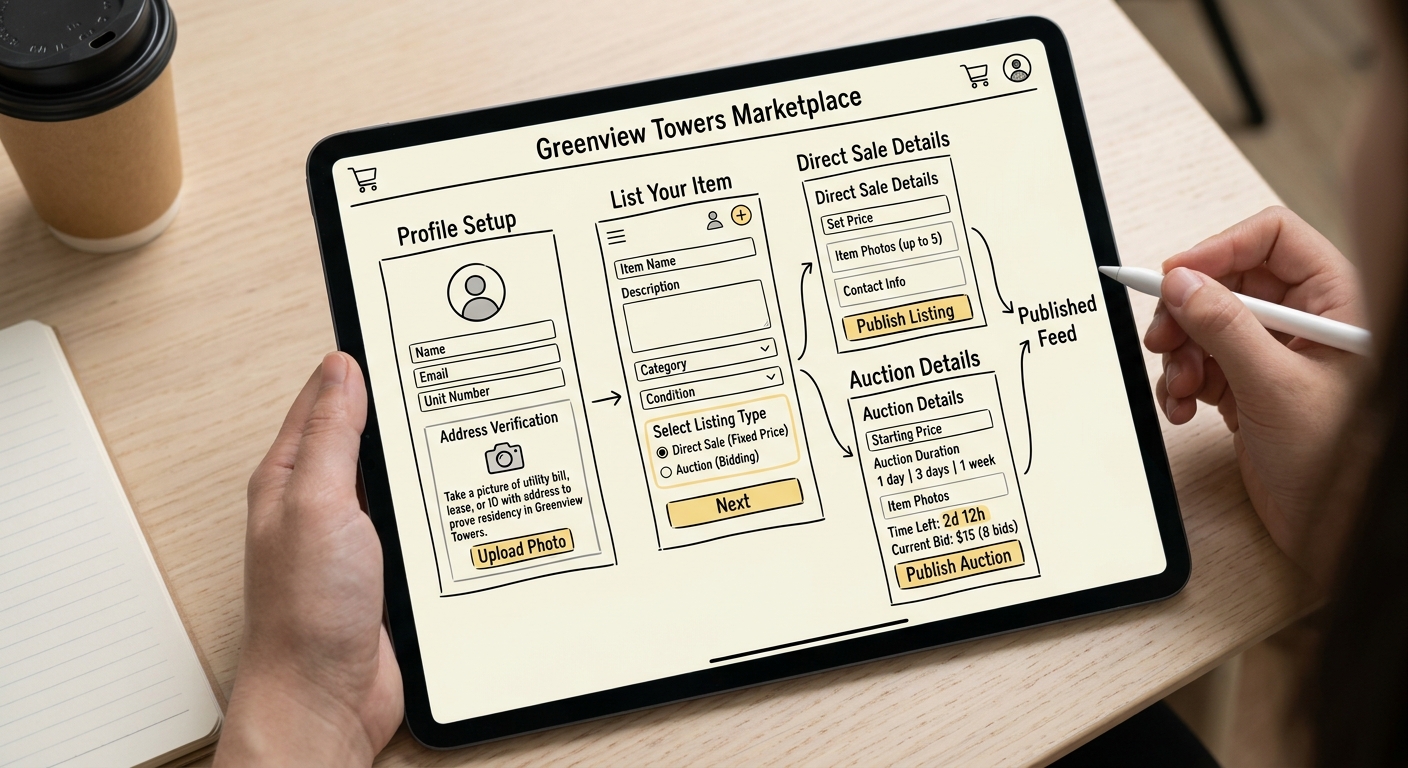 Greenview Towers Marketplace
Profile Setup
Name
Email
Unit Number
Address Verification
Take a picture of utility bill,
lease, or IO with address to
prove residency in Greenview
Towers.
Upload Photo
List Your Item
+
Item Name
Description
Category
Condition
Select Listing Type
Direct Sale (Fixed Price)
Auction (Bidding)
Next
Direct Sale Details
Direct Sale Details
Set Price
Item Photos (up to 5)
Contact Info
Publish Listing
Auction Details
Auction Details
Starting Price
Auction Duration
1 day | 3 days | 1 week
Item Photos
Time Left: 2d 12h
Current Bid: $15 (8 bids)
Publish Auction
Published
Feed